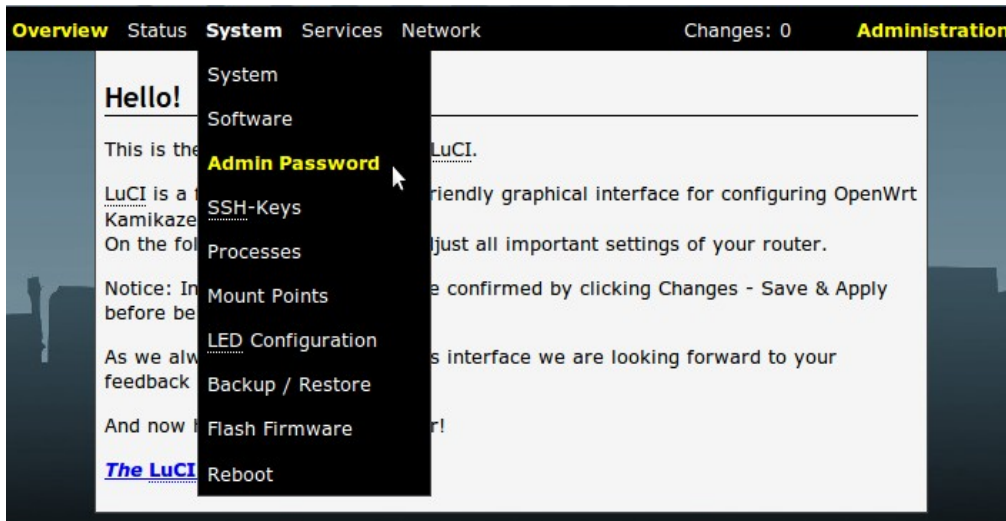 Overview Status System Services Network Changes: 0 Administration
System
Software
Admin Password
SSH-Keys
Processes
Mount Points
LED Configuration
Backup / Restore
Flash Firmware
Reboot
Hello!
This is the LuCI.
LuCI is a riendly graphical interface for configuring OpenWrt
Kamikaze
On the fol just all important settings of your router.
Notice: In e confirmed by clicking Changes - Save & Apply
before be
As we alw s interface we are looking forward to your
feedback
And now r!
The LuCI